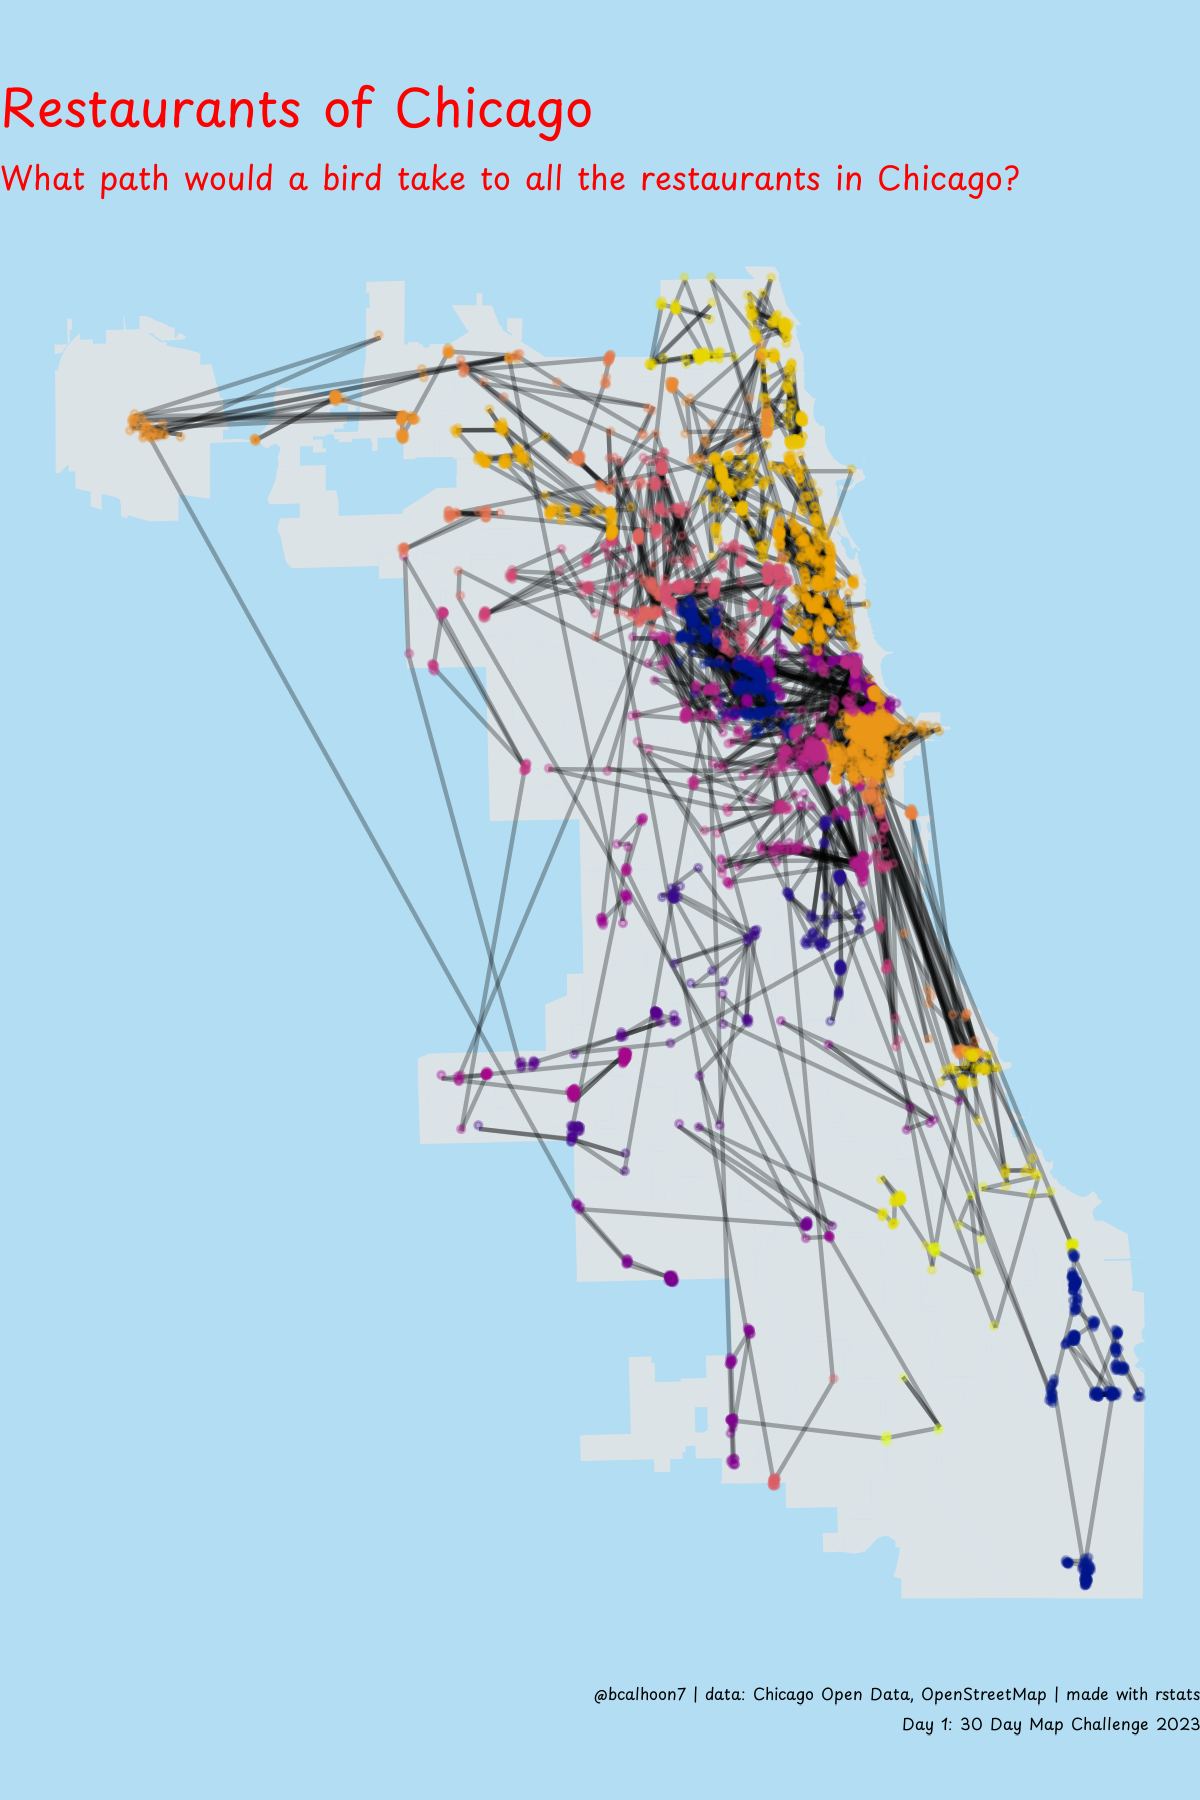 Restaurants of Chicago
What path would a bird take to all the restaurants in Chicago?
@bcalhoon7 | data: Chicago Open Data, OpenStreetMap | made with rstats
Day 1: 30 Day Map Challenge 2023